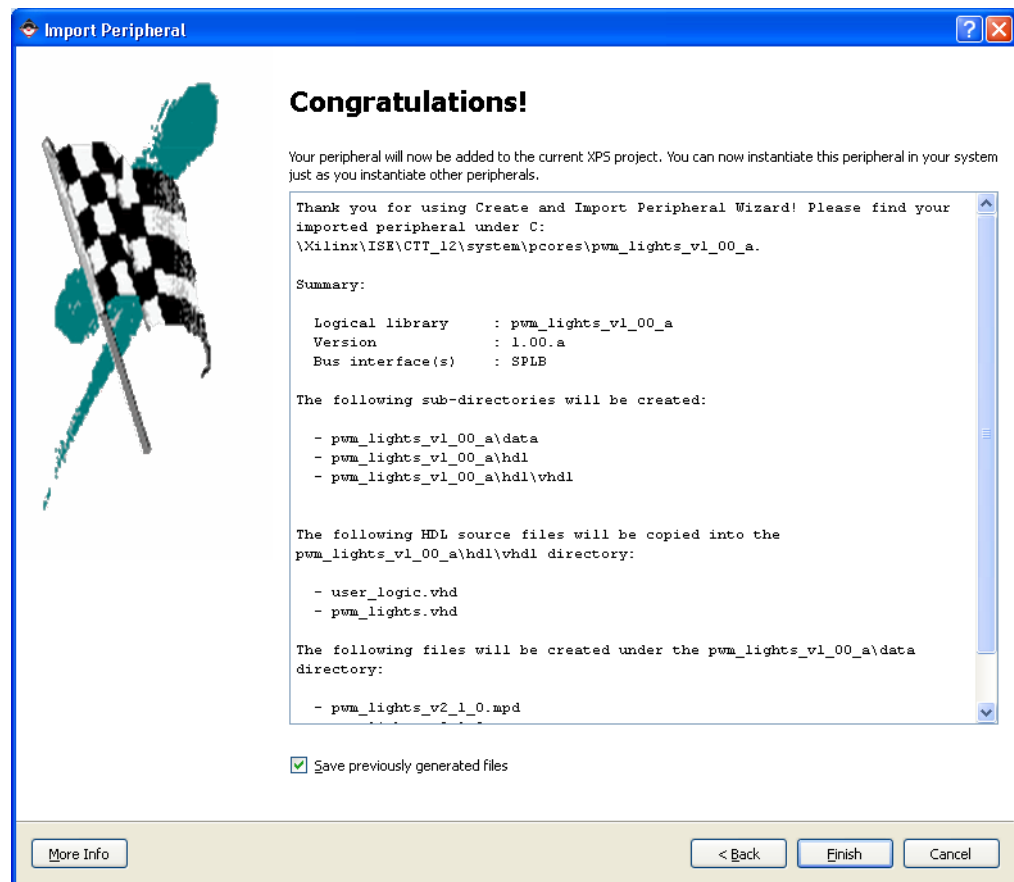 Import Peripheral
Congratulations!
Your peripheral will now be added to the current XPS project. You can now instantiate this peripheral in your system
just as you instantiate other peripherals.
Thank you for using Create and Import Peripheral Wizard! Please find your
imported peripheral under C:
\Xilinx\ISE\CTT_12\system\pcores\pwm_lights_v1_00_a.
Summary:
Logical library : pwm_lights_v1_00_a
Version : 1.00.a
Bus interface(s) : SPLB
The following sub-directories will be created:
- pwm_lights_v1_00_a\data
- pwm_lights_v1_00_a\hdl
- pwm_lights_v1_00_a\hdl\vhdl
The following HDL source files will be copied into the
pwm_lights_v1_00_a\hdl\vhdl directory:
- user_logic.vhd
- pwm_lights.vhd
The following files will be created under the pwm_lights_v1_00_a\data
directory:
- pwm_lights_v2_1_0.mpd
Save previously generated files
More Info
< Back
Finish
Cancel